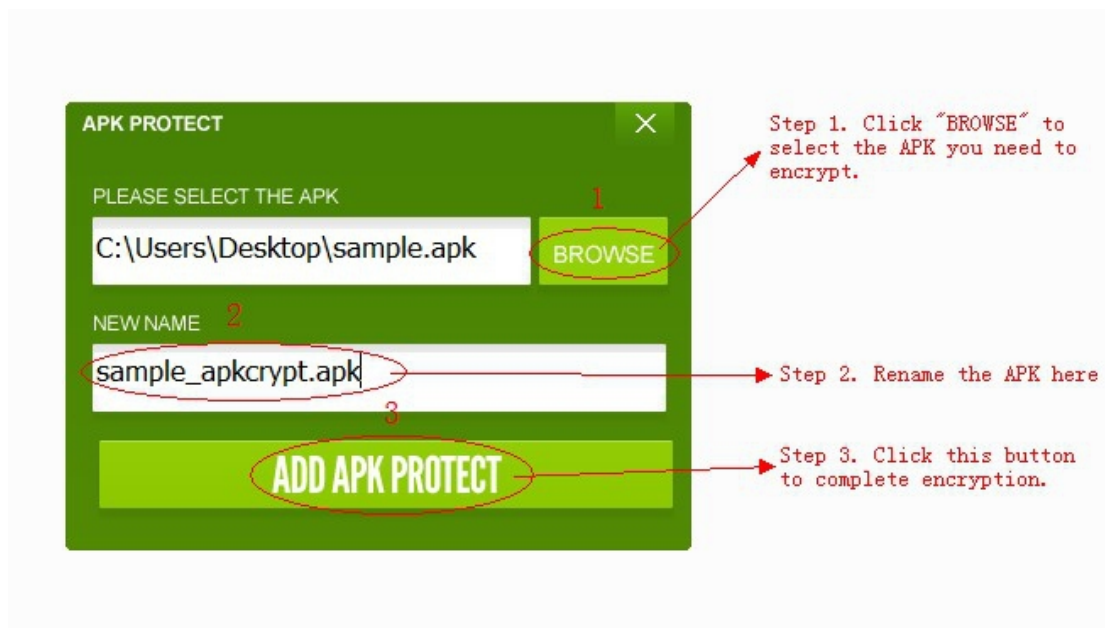 APK PROTECT
PLEASE SELECT THE APK
1
C:\Users\Desktop\sample.apk
BROWSE
Step 1. Click "BROWSE" to
select the APK you need to
encrypt.
NEW NAME
2
sample_apkcrypt.apk
Step 2. Rename the APK here
3
ADD APK PROTECT
Step 3. Click this button
to complete encryption.